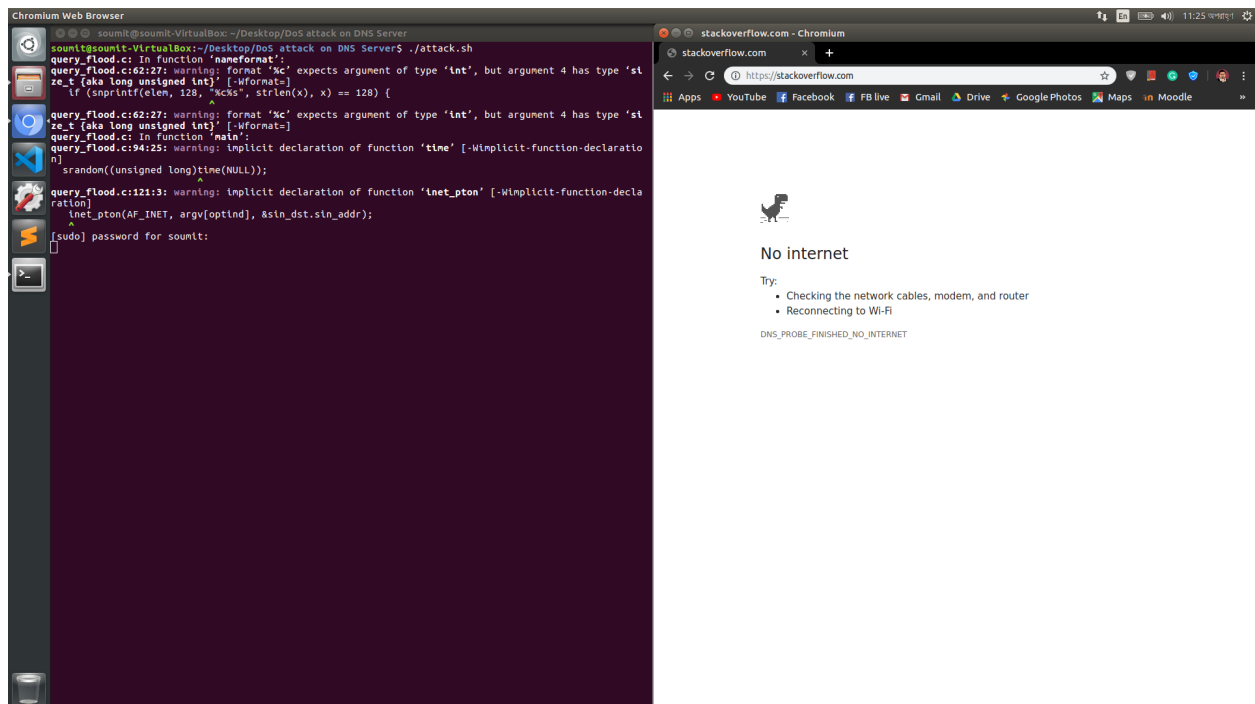 Chromium Web Browser
En
11:25 অপরাহ্ণ
soumit@soumit-VirtualBox: ~/Desktop/DoS attack on DNS Server
soumit@soumit-VirtualBox:~/Desktop/DoS attack on DNS Server$ ./attack.sh
query_flood.c: In function ‘nameformat’:
query_flood.c:62:27: warning: format ‘%c’ expects argument of type ‘int’, but argument 4 has type ‘si
ze_t {aka long unsigned int}’ [-Wformat=]
if (snprintf(elem, 128, "%c%s", strlen(x), x) == 128) {
^
query_flood.c:62:27: warning: format ‘%c’ expects argument of type ‘int’, but argument 4 has type ‘si
ze_t {aka long unsigned int}’ [-Wformat=]
query_flood.c: In function ‘main’:
query_flood.c:94:25: warning: implicit declaration of function ‘time’ [-Wimplicit-function-declaratio
n]
srandom((unsigned long)time(NULL));
^
query_flood.c:121:3: warning: implicit declaration of function ‘inet_pton’ [-Wimplicit-function-decla
ration]
inet_pton(AF_INET, argv[optind], &sin_dst.sin_addr);
^
[sudo] password for soumit:
stackoverflow.com - Chromium
stackoverflow.com
https://stackoverflow.com
Apps YouTube Facebook FB live Gmail Drive Google Photos Maps Moodle »
No internet
Try:
• Checking the network cables, modem, and router
• Reconnecting to Wi-Fi
DNS_PROBE_FINISHED_NO_INTERNET